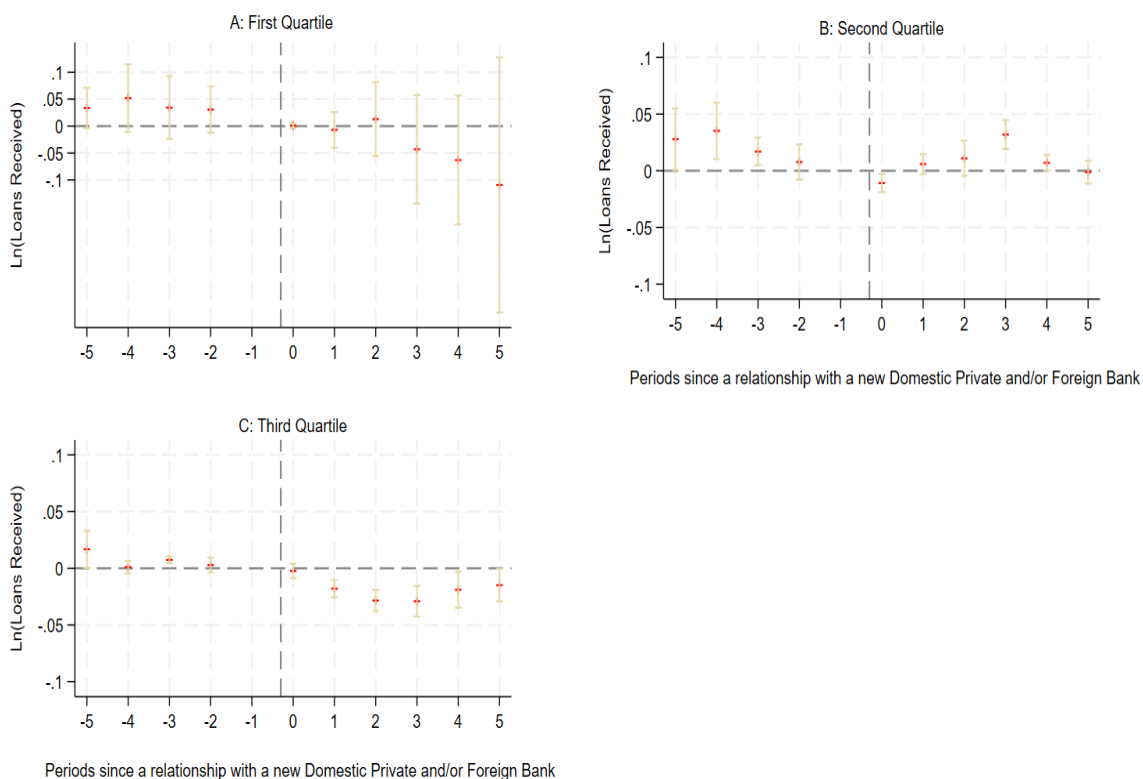 A: First Quartile
Ln(Loans Received)
.1
.05
0
-.05
-.1
-5 -4 -3 -2 -1 0 1 2 3 4 5
B: Second Quartile
Ln(Loans Received)
.1
.05
0
-.05
-.1
-5 -4 -3 -2 -1 0 1 2 3 4 5
Periods since a relationship with a new Domestic Private and/or Foreign Bank
C: Third Quartile
Ln(Loans Received)
.1
.05
0
-.05
-.1
-5 -4 -3 -2 -1 0 1 2 3 4 5
Periods since a relationship with a new Domestic Private and/or Foreign Bank